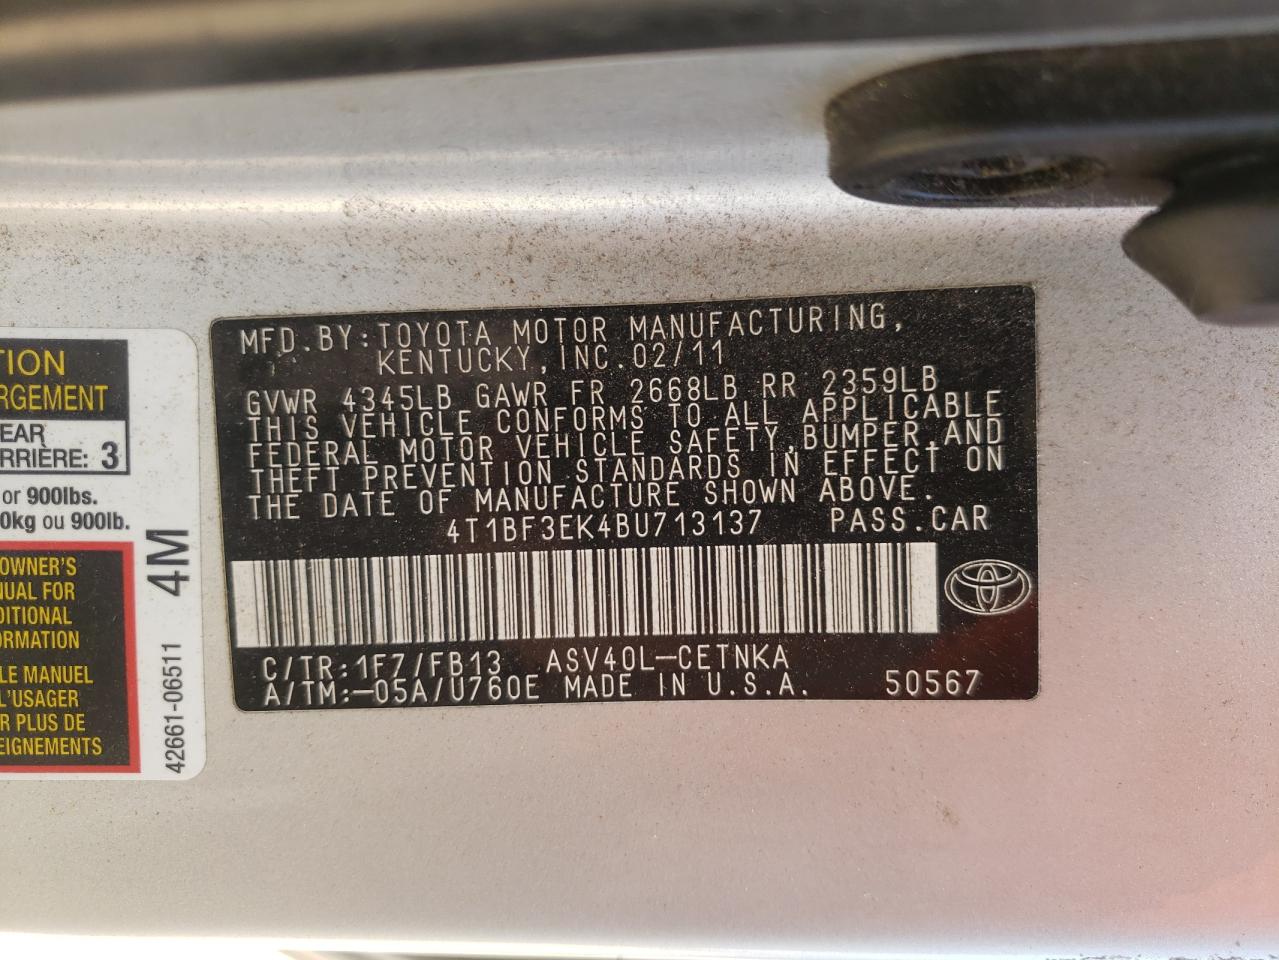 TION
RGEMENT
EAR
RRIÈRE: 3
or 900lbs.
0kg ou 900lb.
OWNER'S
NUAL FOR
DITIONAL
ORMATION
LE MANUEL
L'USAGER
R PLUS DE
EIGNEMENTS
4M
42661-06511
MFD.BY:TOYOTA MOTOR MANUFACTURING,
KENTUCKY,INC.02/11
GVWR 4345LB GAWR FR 2668LB RR 2359LB
THIS VEHICLE CONFORMS TO ALL APPLICABLE
FEDERAL MOTOR VEHICLE SAFETY,BUMPER,AND
THEFT PREVENTION STANDARDS IN EFFECT ON
THE DATE OF MANUFACTURE SHOWN ABOVE.
4T1BF3EK4BU713137 PASS.CAR
C/TR:1F7/FB13 ASV40L-CETNKA
A/TM:-05A/U760E MADE IN U.S.A. 50567